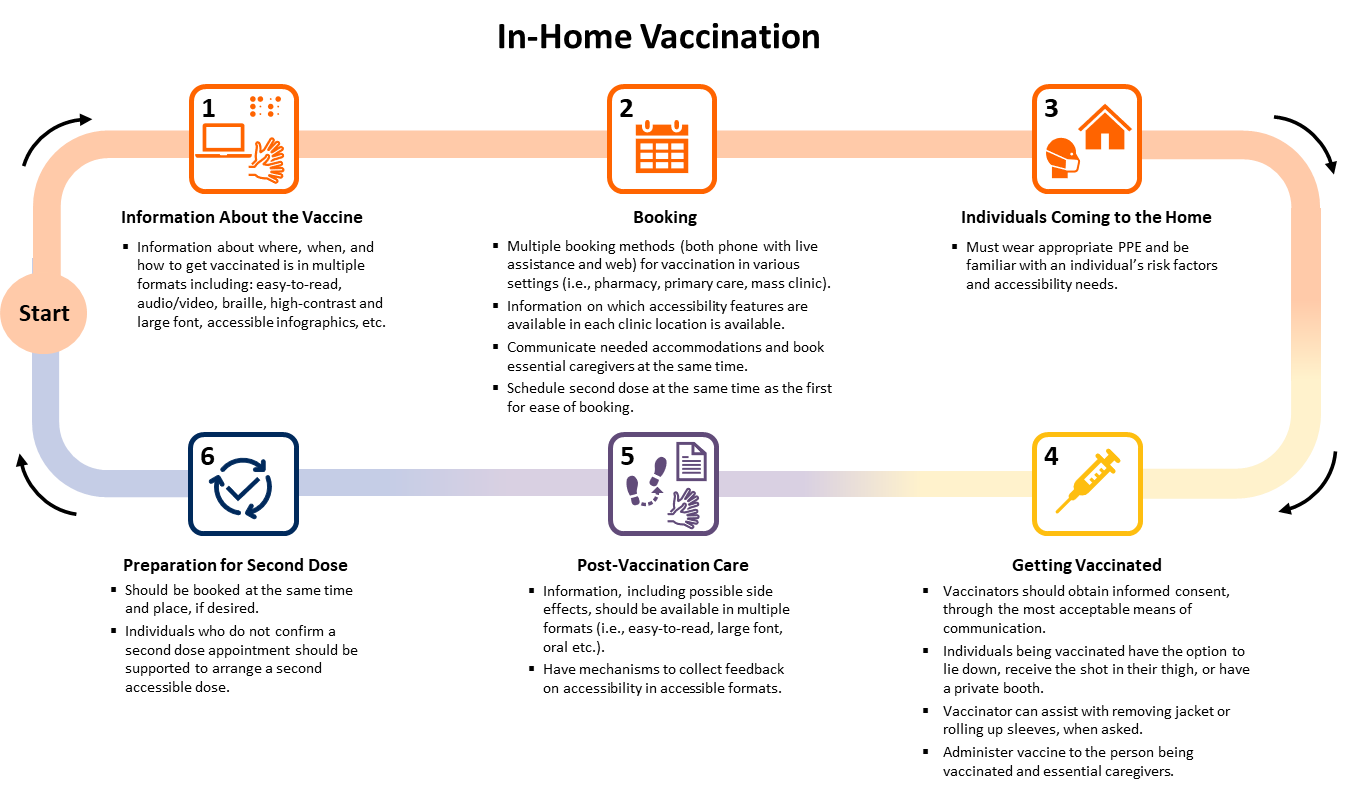 In-Home Vaccination
Start
1
Information About the Vaccine
▪ Information about where, when, and
how to get vaccinated is in multiple
formats including: easy-to-read,
audio/video, braille, high-contrast and
large font, accessible infographics, etc.
2
Booking
▪ Multiple booking methods (both phone with live
assistance and web) for vaccination in various
settings (i.e., pharmacy, primary care, mass clinic).
▪ Information on which accessibility features are
available in each clinic location is available.
▪ Communicate needed accommodations and book
essential caregivers at the same time.
▪ Schedule second dose at the same time as the first
for ease of booking.
3
Individuals Coming to the Home
▪ Must wear appropriate PPE and be
familiar with an individual’s risk factors
and accessibility needs.
4
Getting Vaccinated
▪ Vaccinators should obtain informed consent,
through the most acceptable means of
communication.
▪ Individuals being vaccinated have the option to
lie down, receive the shot in their thigh, or have
a private booth.
▪ Vaccinator can assist with removing jacket or
rolling up sleeves, when asked.
▪ Administer vaccine to the person being
vaccinated and essential caregivers.
5
Post-Vaccination Care
▪ Information, including possible side
effects, should be available in multiple
formats (i.e., easy-to-read, large font,
oral etc.).
▪ Have mechanisms to collect feedback
on accessibility in accessible formats.
6
Preparation for Second Dose
▪ Should be booked at the same time
and place, if desired.
▪ Individuals who do not confirm a
second dose appointment should be
supported to arrange a second
accessible dose.